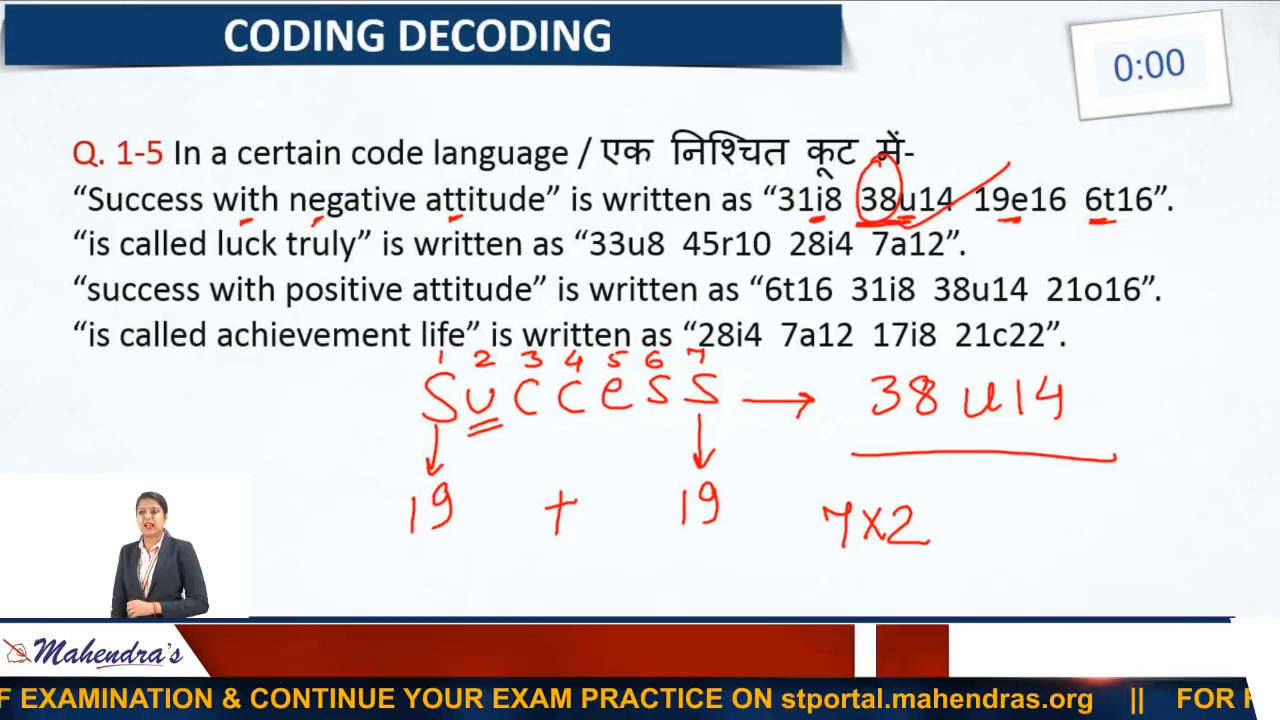 CODING DECODING
0:00
Q. 1-5 In a certain code language / एक निश्चित कूट में-
“Success with negative attitude” is written as “31i8 38u14 19e16 6t16”.
“is called luck truly” is written as “33u8 45r10 28i4 7a12”.
“success with positive attitude” is written as “6t16 31i8 38u14 21o16”.
“is called achievement life” is written as “28i4 7a12 17i8 21c22”.
1 2 3 4 5 6 7
S u c c e s s → 38 u 14
19 + 19 7x2
Mahendra's
F EXAMINATION & CONTINUE YOUR EXAM PRACTICE ON stportal.mahendras.org || FOR